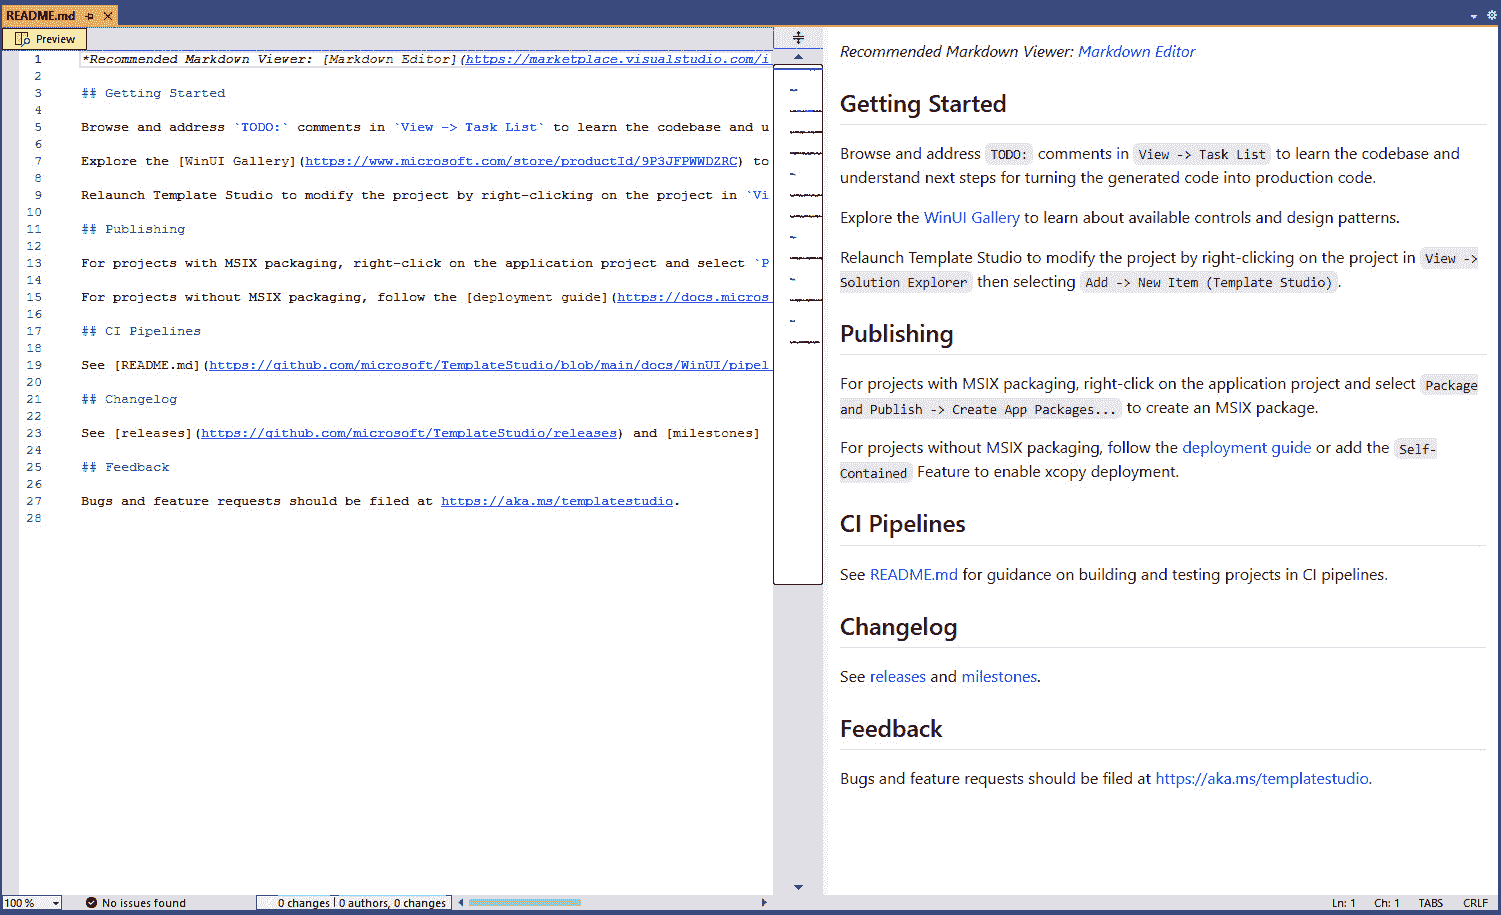 README.md
Preview
1 *Recommended Markdown Viewer: [Markdown Editor](https://marketplace.visualstudio.com/i
2
3 ## Getting Started
4
5 Browse and address `TODO:` comments in `View -> Task List` to learn the codebase and u
6
7 Explore the [WinUI Gallery](https://www.microsoft.com/store/productId/9P3JFPWWDZRC) to
8
9 Relaunch Template Studio to modify the project by right-clicking on the project in `Vi
10
11 ## Publishing
12
13 For projects with MSIX packaging, right-click on the application project and select `P
14
15 For projects without MSIX packaging, follow the [deployment guide](https://docs.micros
16
17 ## CI Pipelines
18
19 See [README.md](https://github.com/microsoft/TemplateStudio/blob/main/docs/WinUI/pipel
20
21 ## Changelog
22
23 See [releases](https://github.com/microsoft/TemplateStudio/releases) and [milestones]
24
25 ## Feedback
26
27 Bugs and feature requests should be filed at https://aka.ms/templatestudio.
28
Recommended Markdown Viewer: Markdown Editor
Getting Started
Browse and address TODO: comments in View -> Task List to learn the codebase and
understand next steps for turning the generated code into production code.
Explore the WinUI Gallery to learn about available controls and design patterns.
Relaunch Template Studio to modify the project by right-clicking on the project in View ->
Solution Explorer then selecting Add -> New Item (Template Studio).
Publishing
For projects with MSIX packaging, right-click on the application project and select Package
and Publish -> Create App Packages... to create an MSIX package.
For projects without MSIX packaging, follow the deployment guide or add the Self-
Contained Feature to enable xcopy deployment.
CI Pipelines
See README.md for guidance on building and testing projects in CI pipelines.
Changelog
See releases and milestones.
Feedback
Bugs and feature requests should be filed at https://aka.ms/templatestudio.
100 % No issues found 0 changes | 0 authors, 0 changes Ln: 1 Ch: 1 TABS CRLF